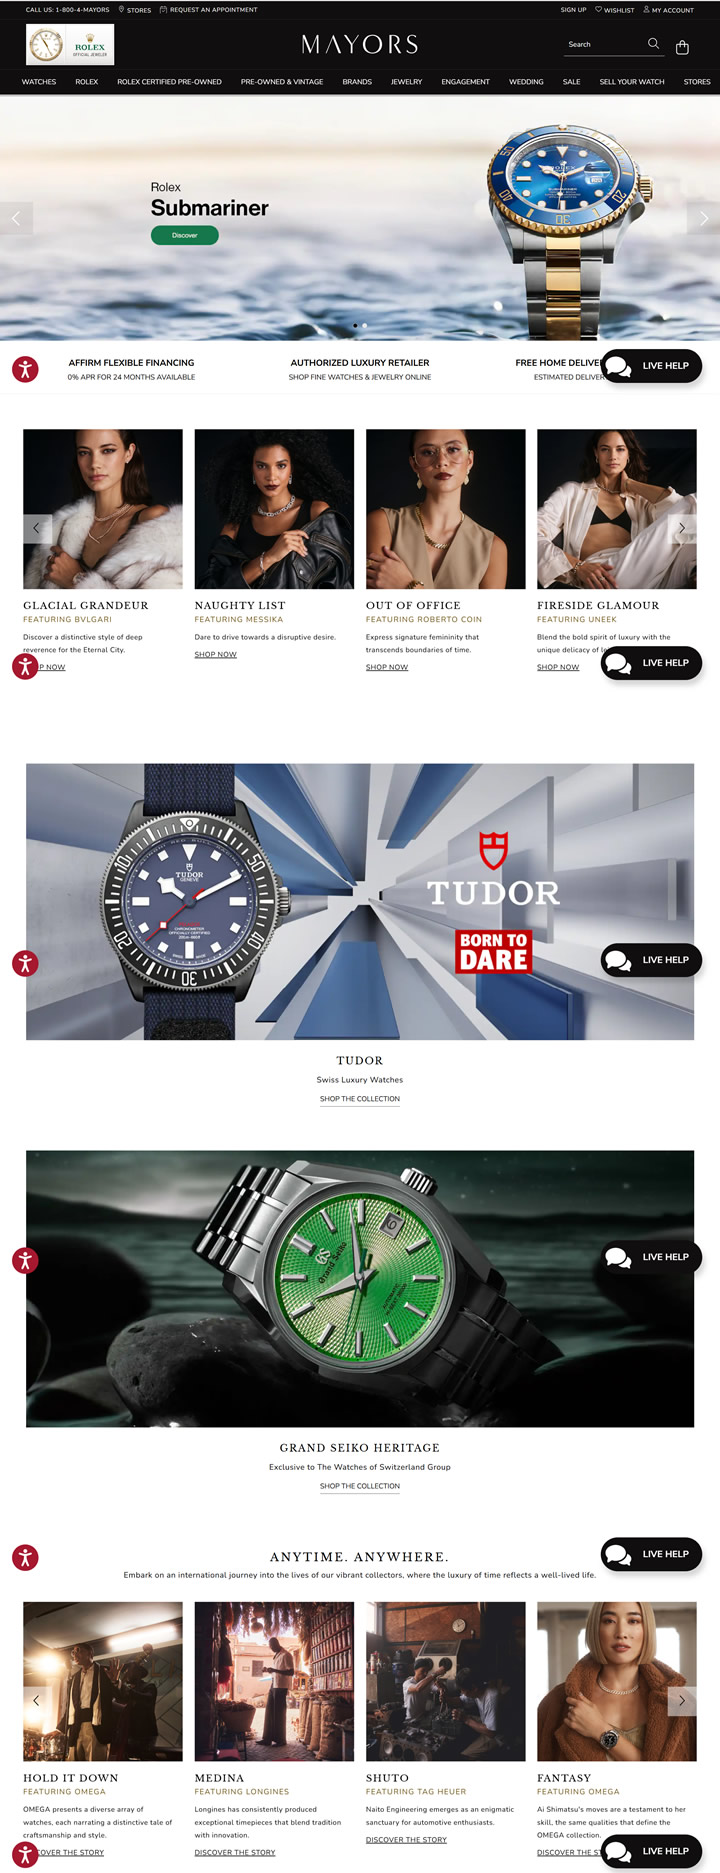 CALL US: 1-800-4-MAYORS STORES REQUEST AN APPOINTMENT SIGN UP WISHLIST MY ACCOUNT
ROLEX
OFFICIAL JEWELER
MAYORS
Search
WATCHES ROLEX ROLEX CERTIFIED PRE-OWNED PRE-OWNED & VINTAGE BRANDS JEWELRY ENGAGEMENT WEDDING SALE SELL YOUR WATCH STORES
Rolex
Submariner
Discover
AFFIRM FLEXIBLE FINANCING
0% APR FOR 24 MONTHS AVAILABLE
AUTHORIZED LUXURY RETAILER
SHOP FINE WATCHES & JEWELRY ONLINE
FREE HOME DELIVE
ESTIMATED DELIVER
LIVE HELP
GLACIAL GRANDEUR
FEATURING BVLGARI
Discover a distinctive style of deep
reverence for the Eternal City.
P NOW
NAUGHTY LIST
FEATURING MESSIKA
Dare to drive towards a disruptive desire.
SHOP NOW
OUT OF OFFICE
FEATURING ROBERTO COIN
Express signature femininity that
transcends boundaries of time.
SHOP NOW
FIRESIDE GLAMOUR
FEATURING UNEEK
Blend the bold spirit of luxury with the
unique delicacy of
SHOP NOW
LIVE HELP
TUDOR
GENEVE
CHRONOMETER
OFFICIALLY CERTIFIED
TUDOR
BORN TO
DARE
LIVE HELP
TUDOR
Swiss Luxury Watches
SHOP THE COLLECTION
GS
Grand Seiko
LIVE HELP
GRAND SEIKO HERITAGE
Exclusive to The Watches of Switzerland Group
SHOP THE COLLECTION
ANYTIME. ANYWHERE.
Embark on an international journey into the lives of our vibrant collectors, where the luxury of time reflects a well-lived life.
LIVE HELP
HOLD IT DOWN
FEATURING OMEGA
OMEGA presents a diverse array of
watches, each narrating a distinctive tale of
craftsmanship and style.
COVER THE STORY
MEDINA
FEATURING LONGINES
Longines has consistently produced
exceptional timepieces that blend tradition
with innovation.
DISCOVER THE STORY
SHUTO
FEATURING TAG HEUER
Naito Engineering emerges as an enigmatic
sanctuary for automotive enthusiasts.
DISCOVER THE STORY
FANTASY
FEATURING OMEGA
Ai Shimatsu's moves are a testament to her
skill, the same qualities that define the
OMEGA collection.
DISCOVER THE ST
LIVE HELP